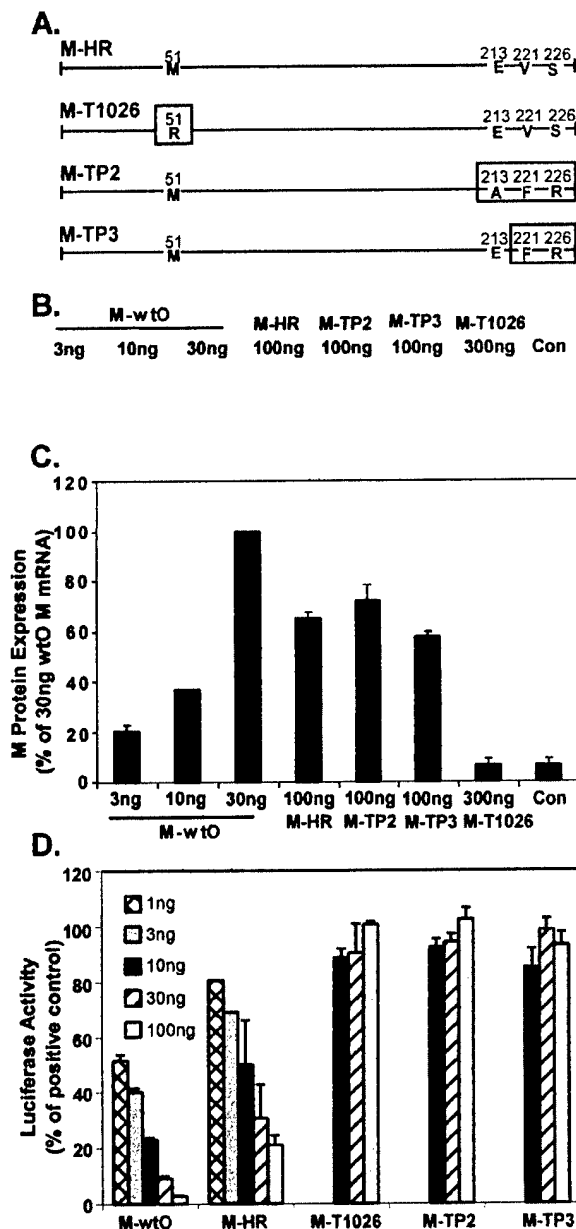 A.
M-HR
51
M
213 221 226
E V S
M-T1026
51
R
213 221 226
E V S
M-TP2
51
M
213 221 226
A F R
M-TP3
51
M
213 221 226
E F R
B.
M-wtO
M-HR M-TP2 M-TP3 M-T1026
3ng 10ng 30ng 100ng 100ng 100ng 300ng Con
C.
M Protein Expression
(% of 30ng wtO M mRNA)
120
100
80
60
40
20
0
3ng 10ng 30ng 100ng 100ng 100ng 300ng Con
M-wtO M-HR M-TP2 M-TP3 M-T1026
D.
Luciferase Activity
(% of positive control)
120
100
80
60
40
20
0
1ng
3ng
10ng
30ng
100ng
M-wtO M-HR M-T1026 M-TP2 M-TP3